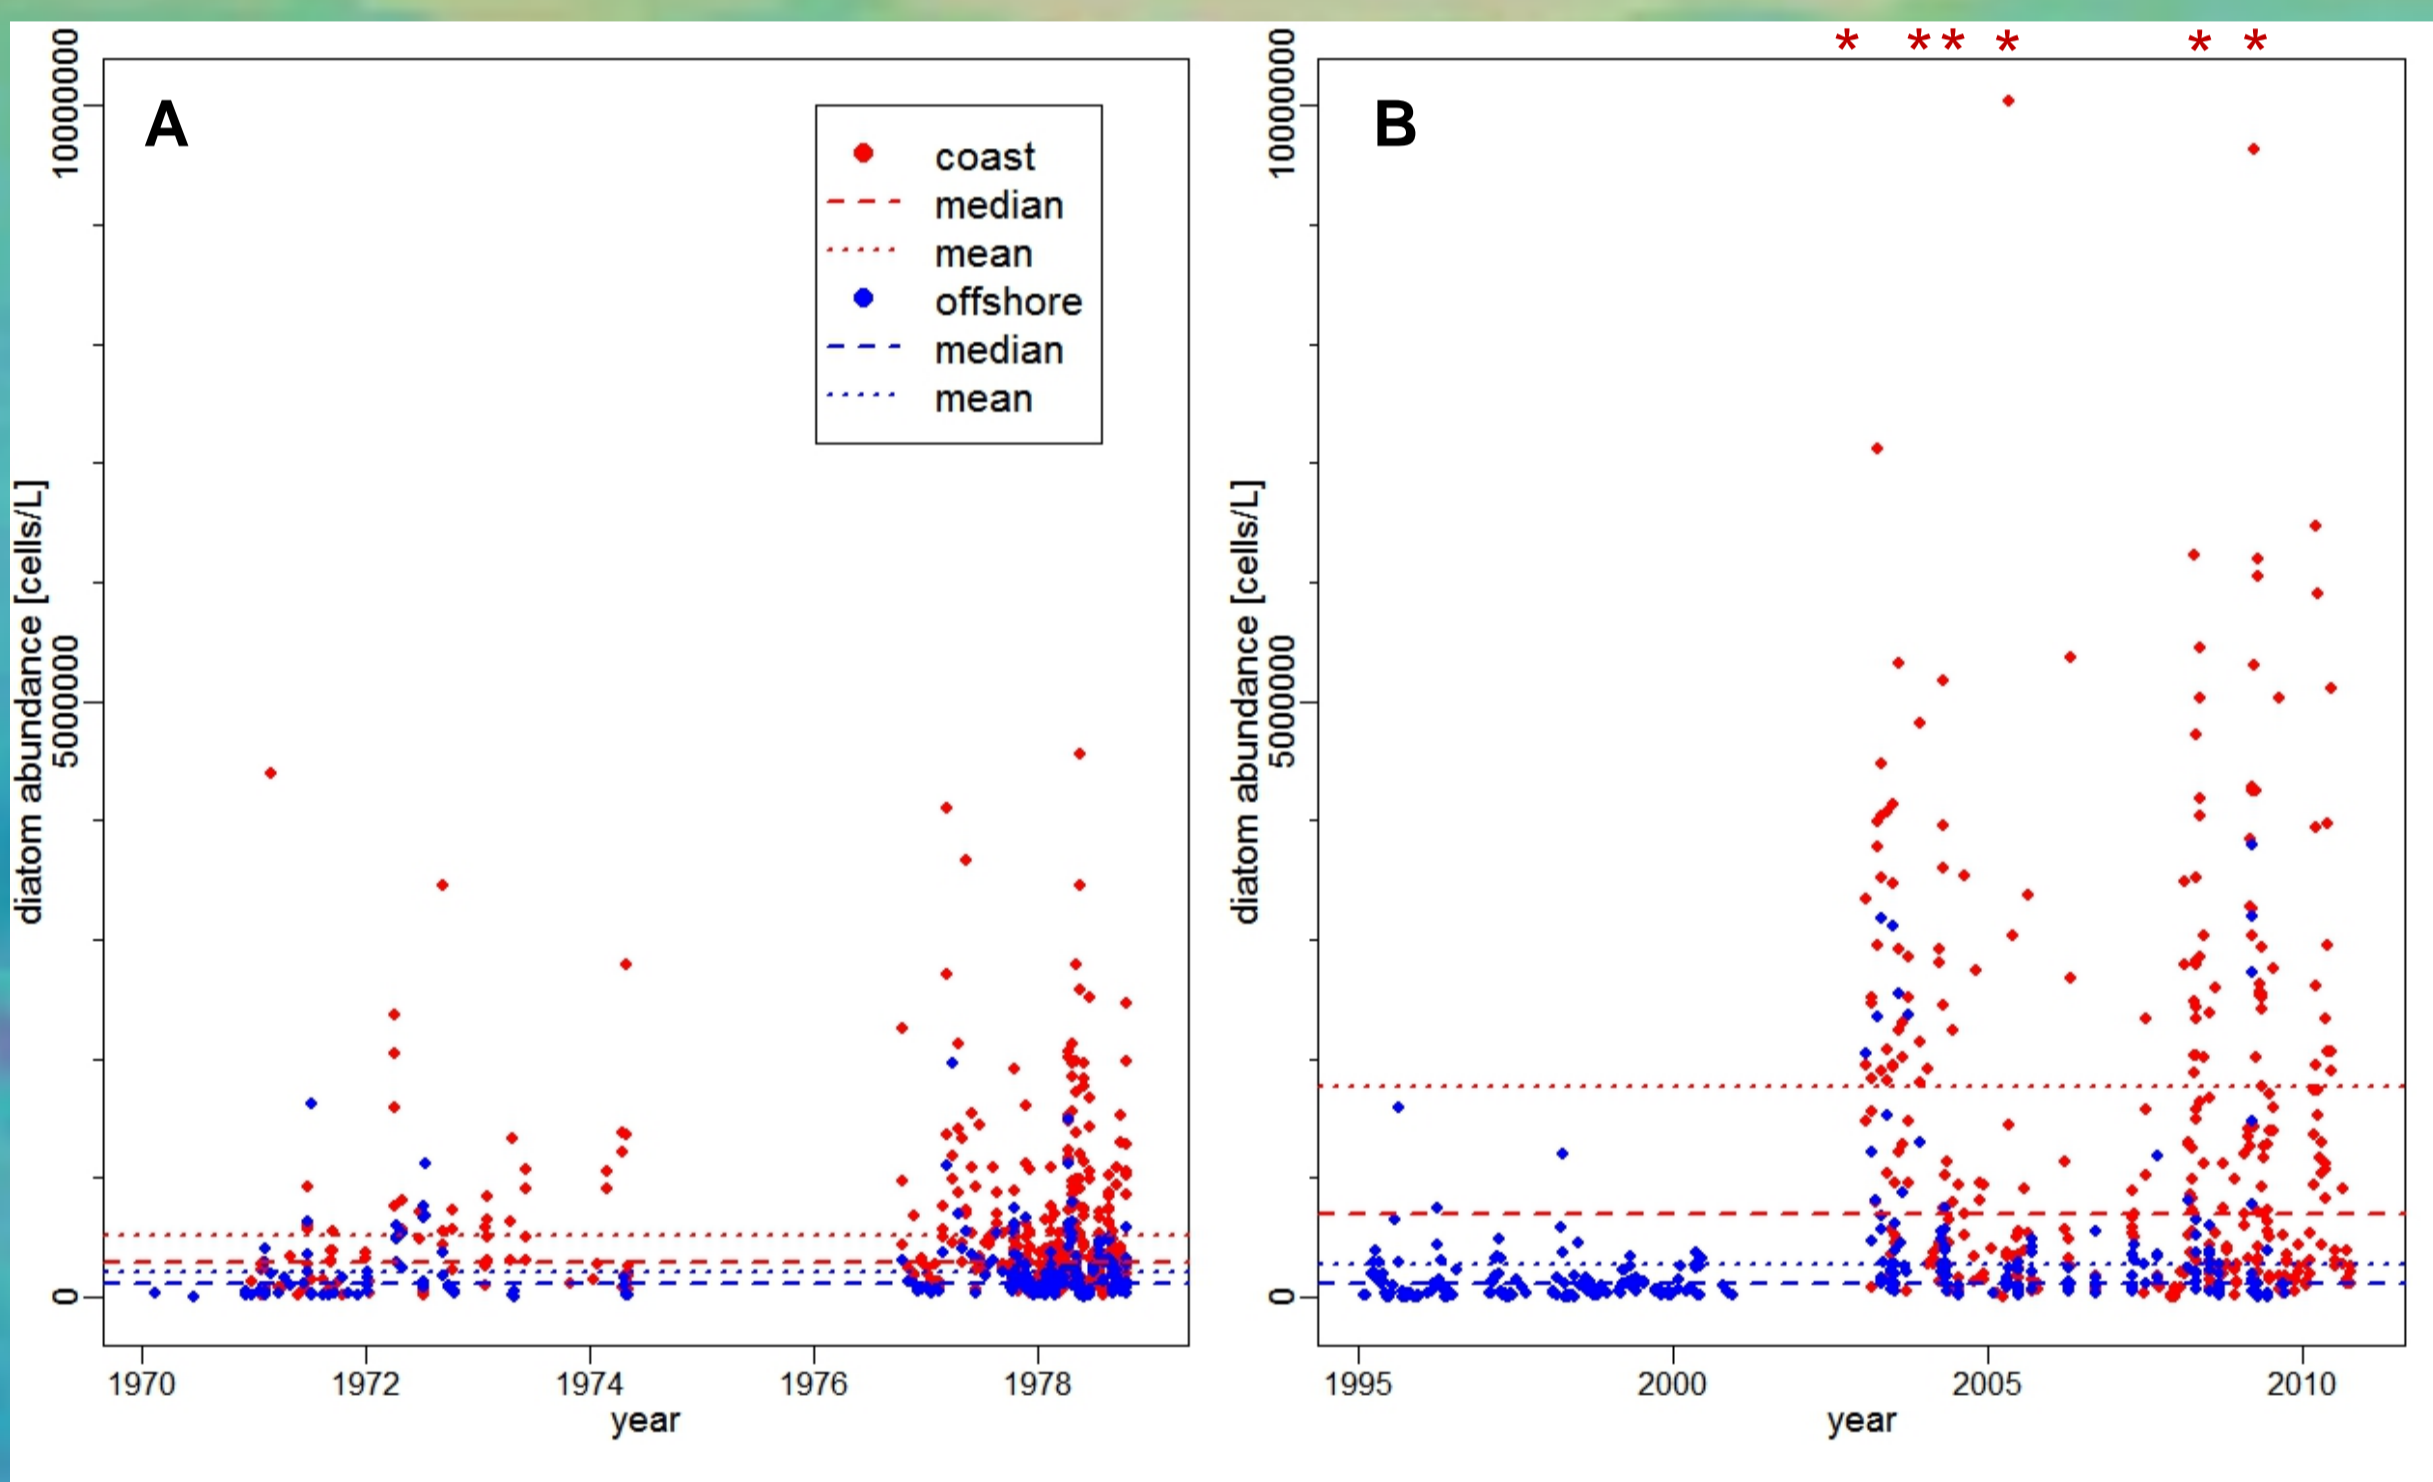 * * * * * *
A
diatom abundance [cells/L]
10000000
5000000
0
coast
median
mean
offshore
median
mean
1970 1972 1974 1976 1978
year
B
diatom abundance [cells/L]
10000000
5000000
0
1995 2000 2005 2010
year